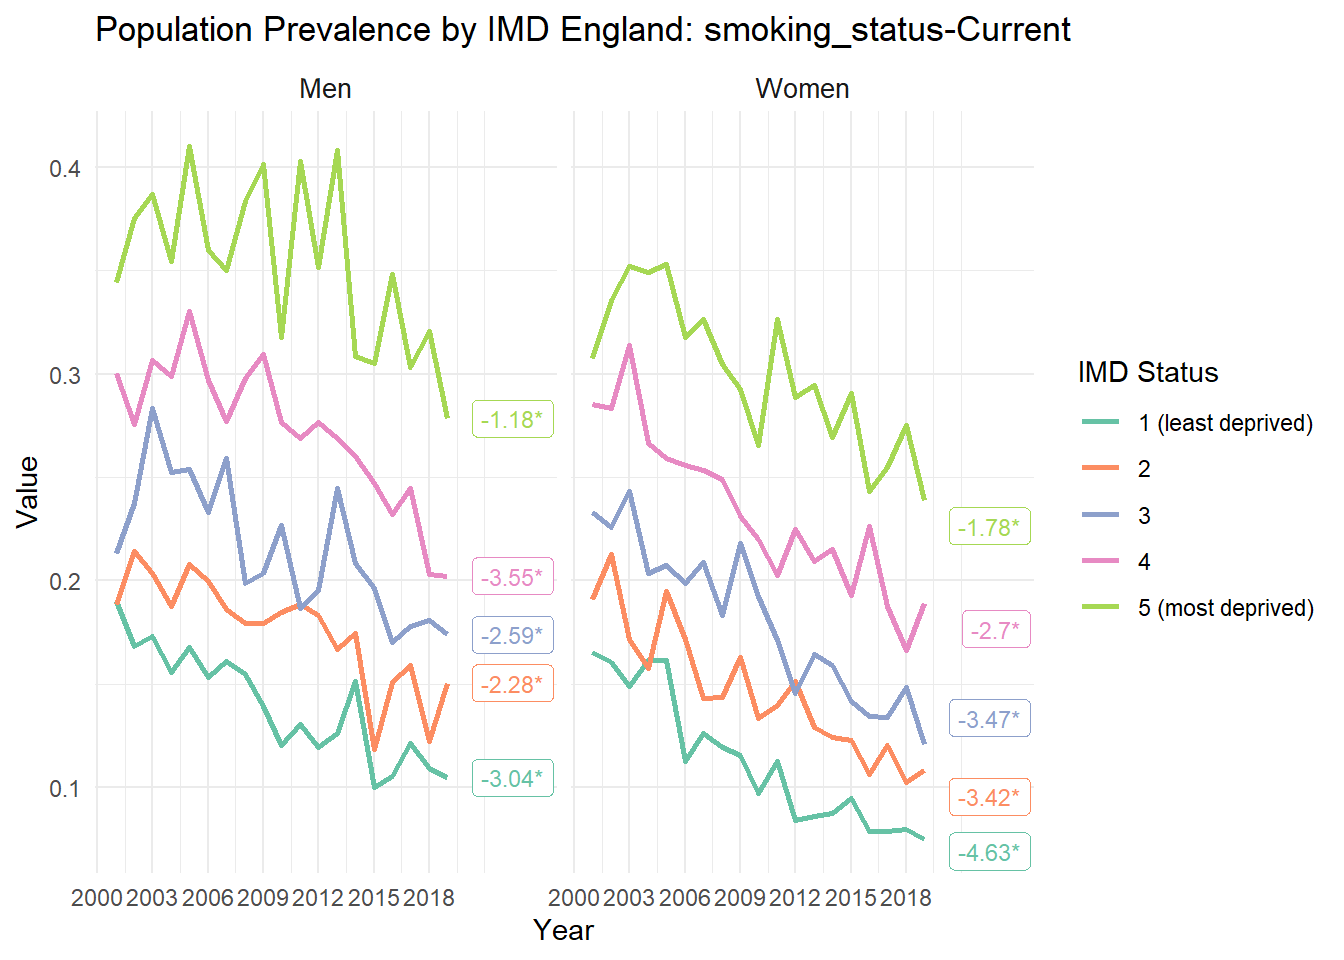 Population Prevalence by IMD England: smoking_status-Current
Men
Women
0.4
0.3
0.2
0.1
Value
-1.18*
-3.55*
-2.59*
-2.28*
-3.04*
-1.78*
-2.7*
-3.47*
-3.42*
-4.63*
2000 2003 2006 2009 2012 2015 2018
2000 2003 2006 2009 2012 2015 2018
Year
IMD Status
1 (least deprived)
2
3
4
5 (most deprived)